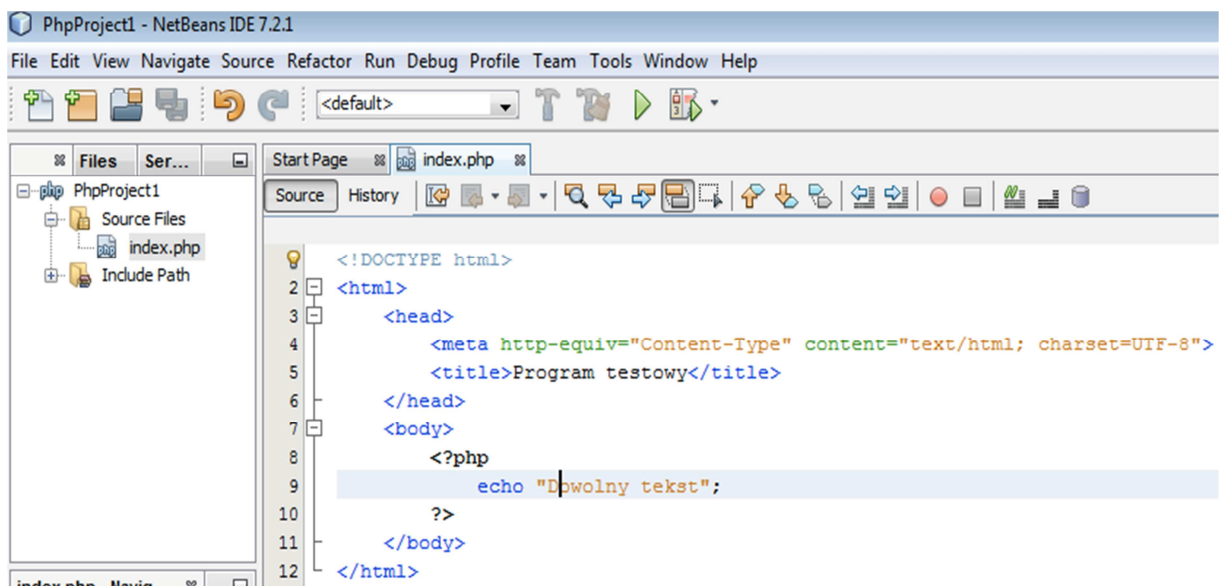 PhpProject1 - NetBeans IDE 7.2.1
File Edit View Navigate Source Refactor Run Debug Profile Team Tools Window Help
<default>
Files Ser...
PhpProject1
Source Files
index.php
Include Path
Start Page index.php
Source History
<!DOCTYPE html>
2 <html>
3 <head>
4 <meta http-equiv="Content-Type" content="text/html; charset=UTF-8">
5 <title>Program testowy</title>
6 </head>
7 <body>
8 <?php
9 echo "Dowolny tekst";
10 ?>
11 </body>
12 </html>
index.php - Navig...